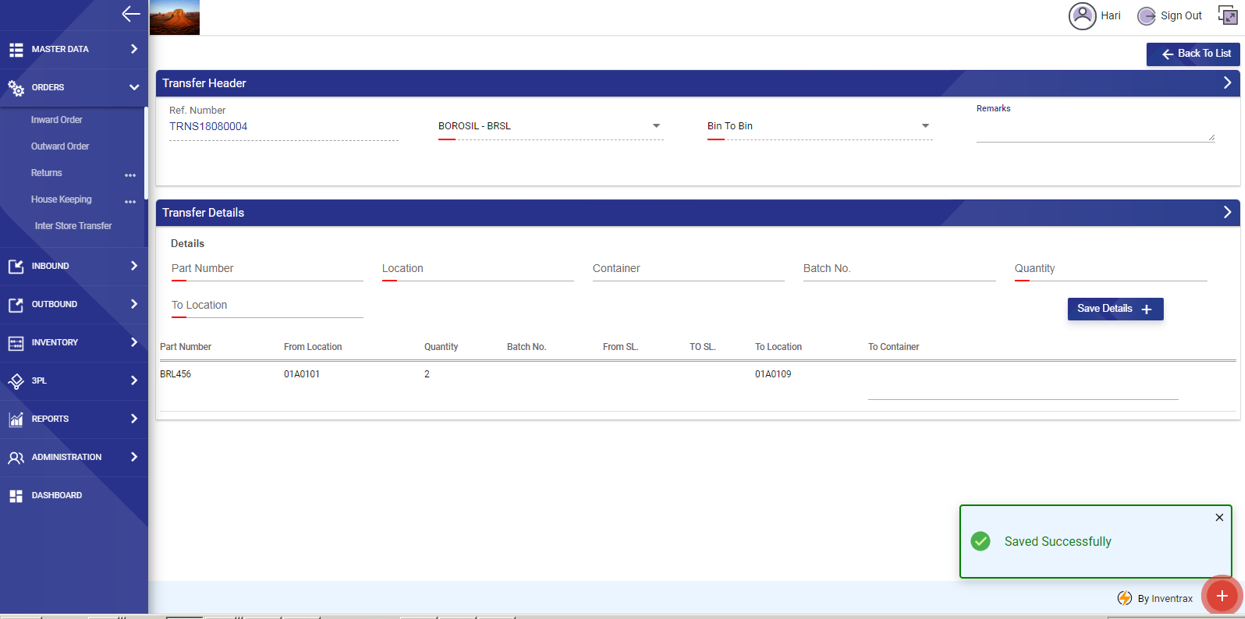 Hari
Sign Out
Back To List
MASTER DATA
ORDERS
Inward Order
Outward Order
Returns
House Keeping
Inter Store Transfer
INBOUND
OUTBOUND
INVENTORY
3PL
REPORTS
ADMINISTRATION
DASHBOARD
Transfer Header
Ref. Number
TRNS18080004
BOROSIL - BRSL
Bin To Bin
Remarks
Transfer Details
Details
Part Number Location Container Batch No. Quantity
To Location
Save Details +
Part Number From Location Quantity Batch No. From SL. TO SL. To Location To Container
BRL456 01A0101 2 01A0109
Saved Successfully
By Inventrax